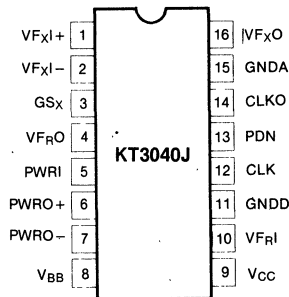 VFXI+ 1 16 VFXO
VFXI− 2 15 GNDA
GSX 3 14 CLKO
VFRO 4 13 PDN
KT3040J
PWRI 5 12 CLK
PWRO+ 6 11 GNDD
PWRO− 7 10 VFRI
VBB 8 9 VCC